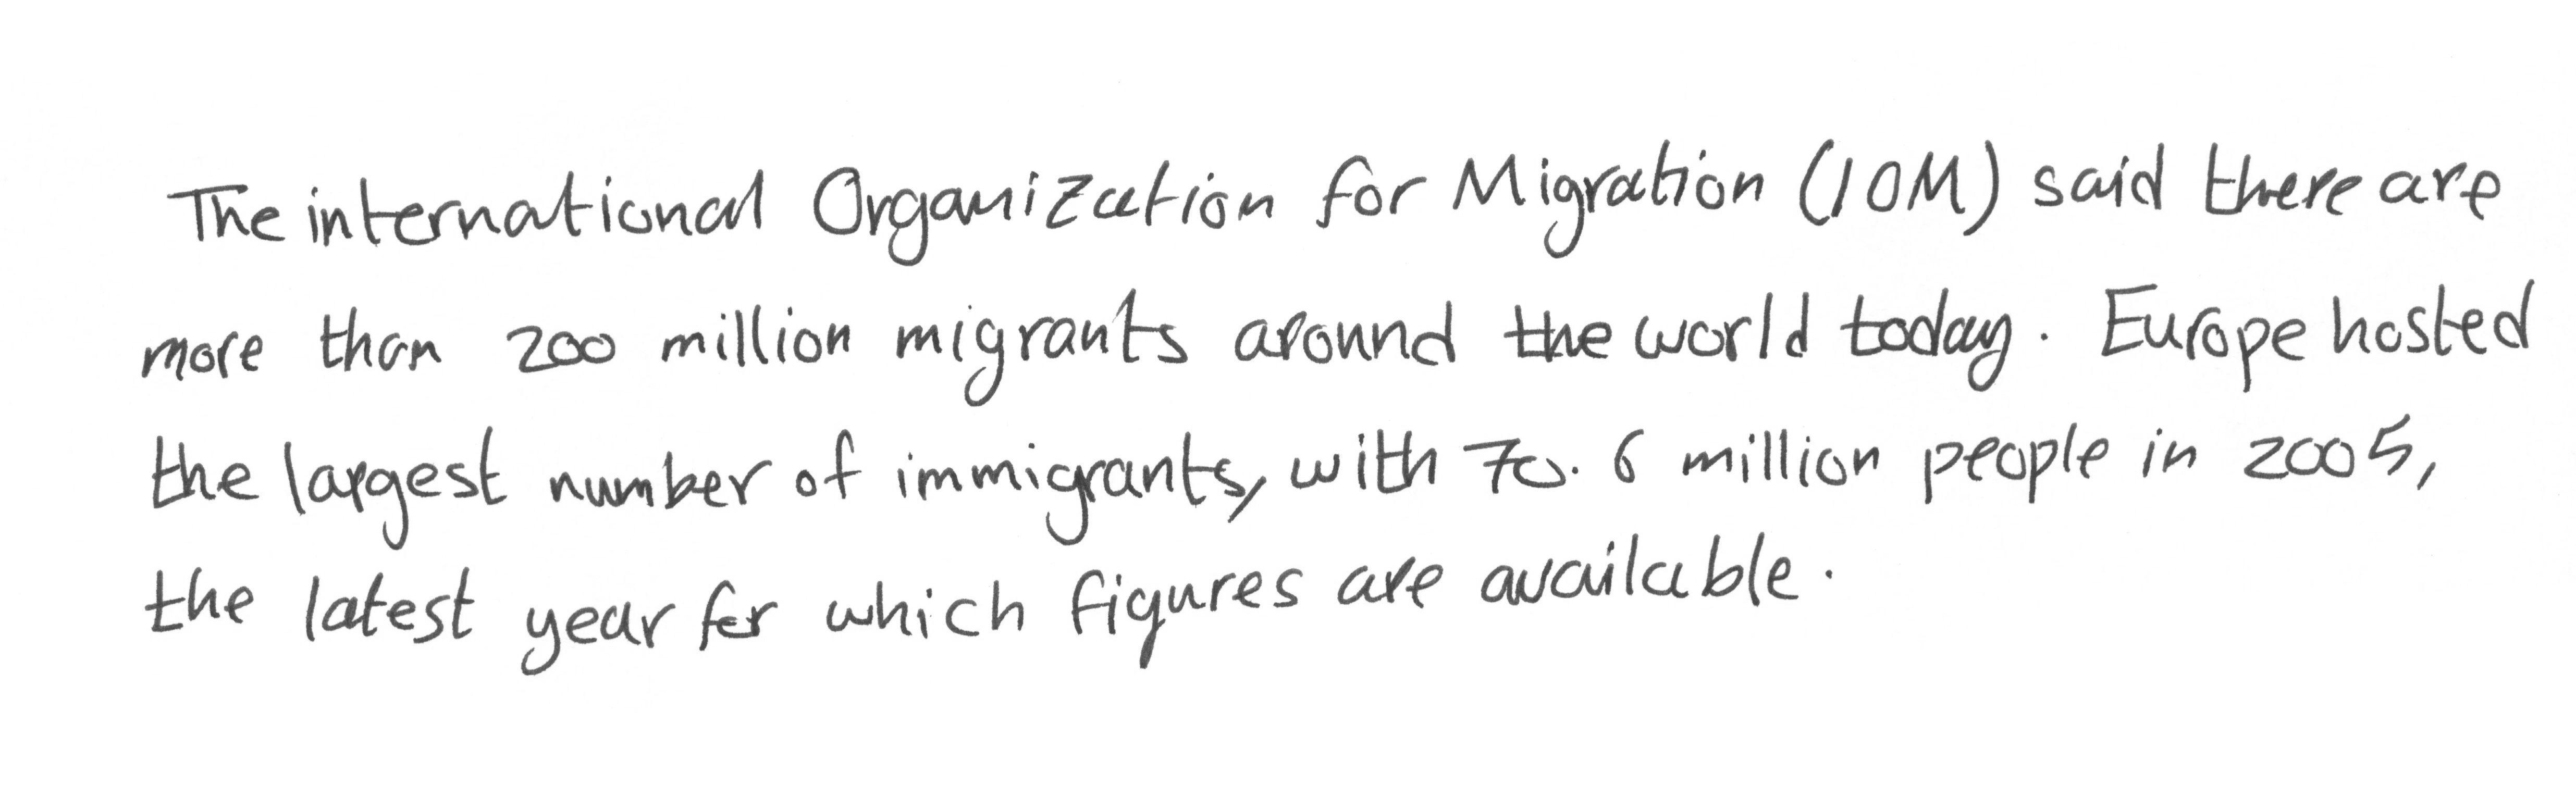 The international Organization for Migration (IOM) said there are
more than 200 million migrants around the world today. Europe hosted
the largest number of immigrants, with 70.6 million people in 2005,
the latest year for which figures are available.